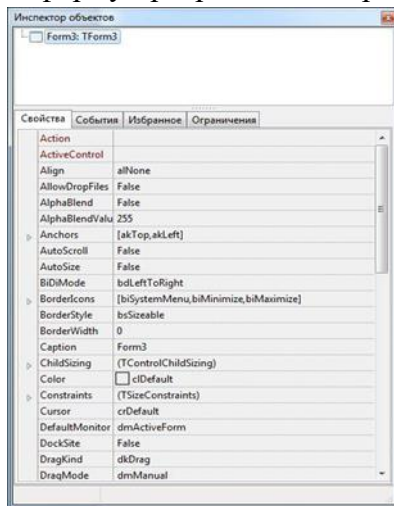 Инспектор объектов
Form3: TForm3
Свойства События Избранное Ограничения
Action
ActiveControl
Align alNone
AllowDropFiles False
AlphaBlend False
AlphaBlendValu 255
Anchors [akTop,akLeft]
AutoScroll False
AutoSize False
BiDiMode bdLeftToRight
BorderIcons [biSystemMenu,biMinimize,biMaximize]
BorderStyle bsSizeable
BorderWidth 0
Caption Form3
ChildSizing (TControlChildSizing)
Color clDefault
Constraints (TSizeConstraints)
Cursor crDefault
DefaultMonitor dmActiveForm
DockSite False
DragKind dkDrag
DragMode dmManual